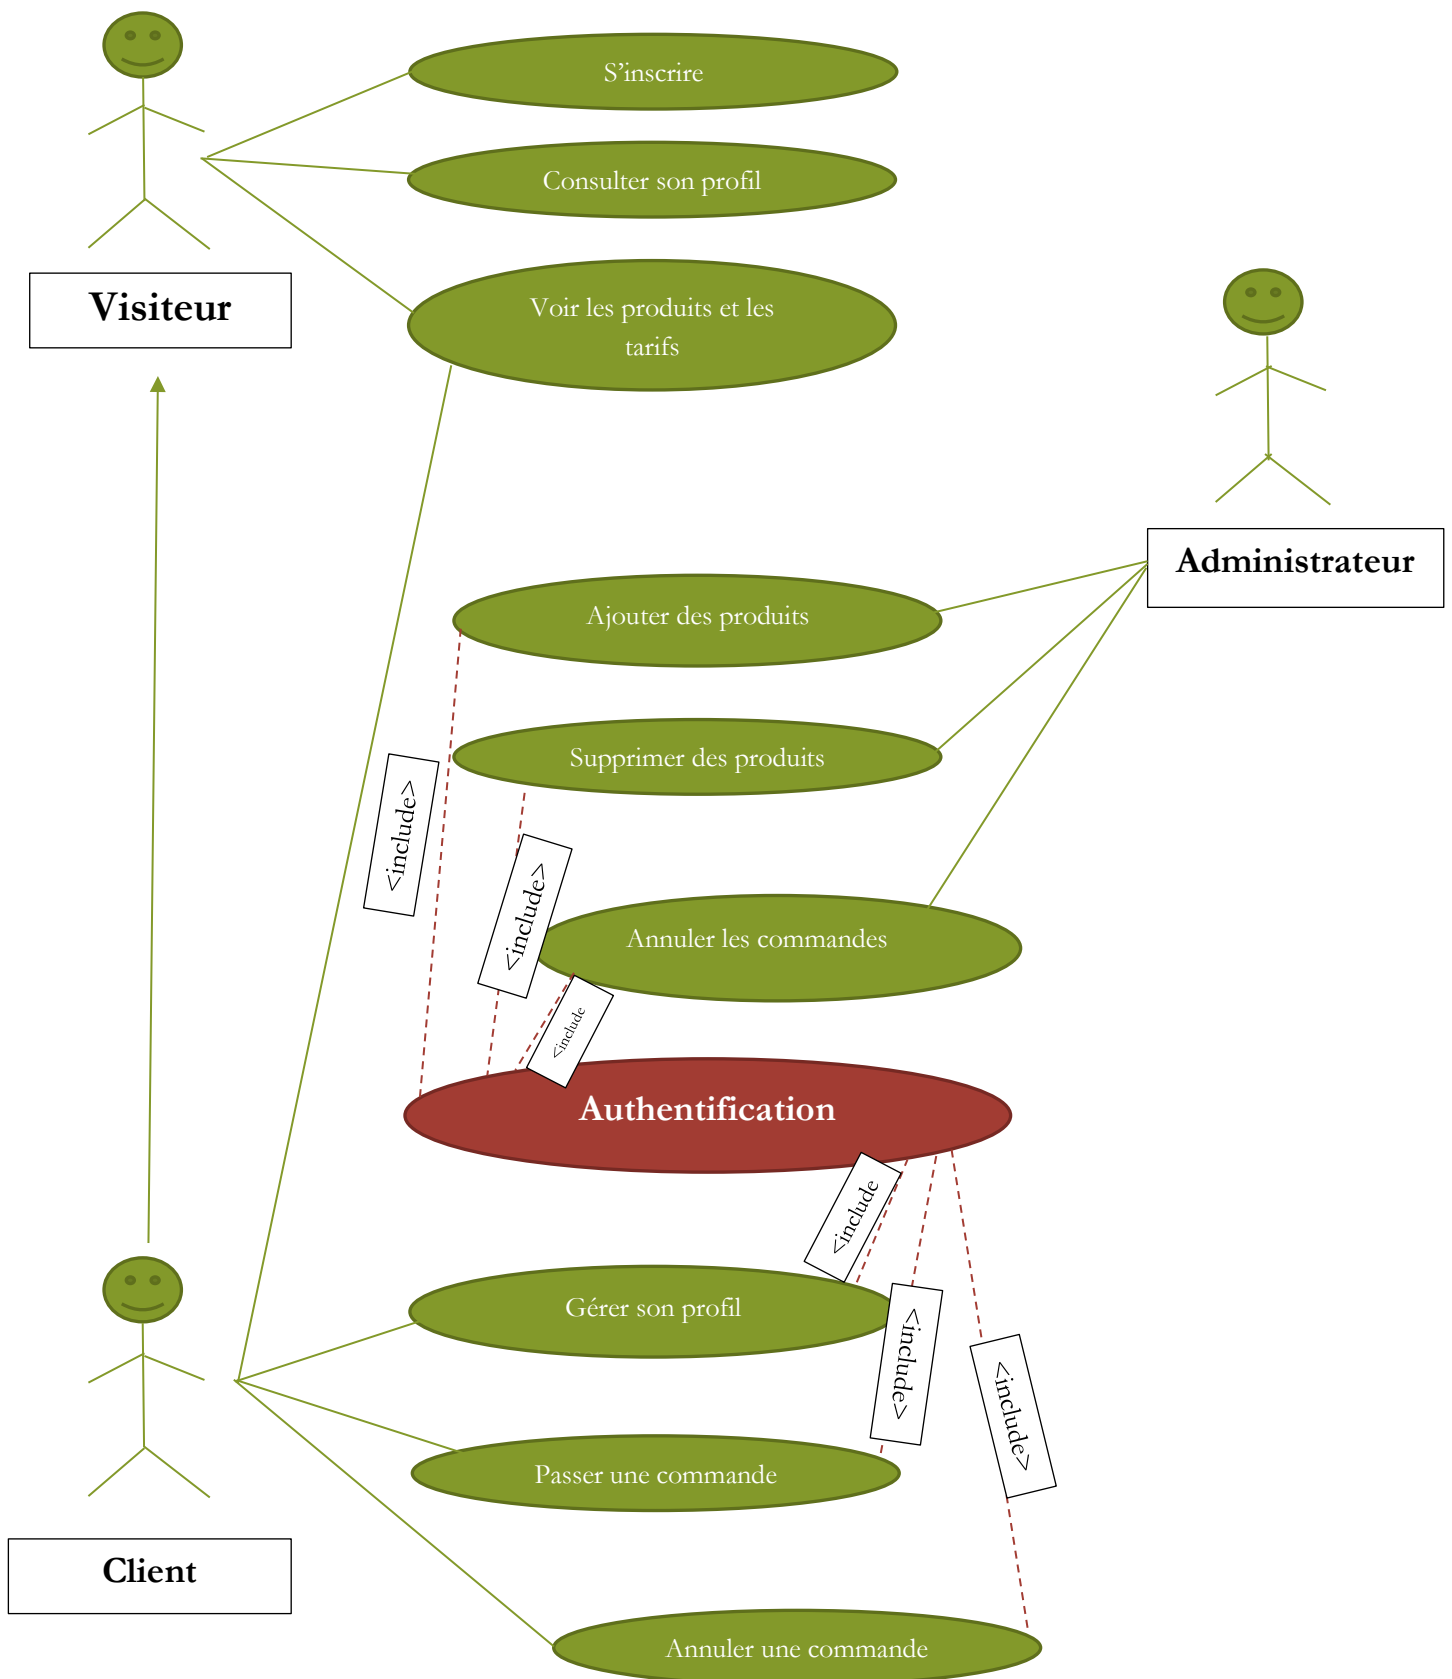 S'inscrire
Consulter son profil
Voir les produits et les
tarifs
Visiteur
Administrateur
Ajouter des produits
Supprimer des produits
<include>
<include>
Annuler les commandes
<include
Authentification
<include
Gérer son profil
<include>
<include>
Passer une commande
Client
Annuler une commande